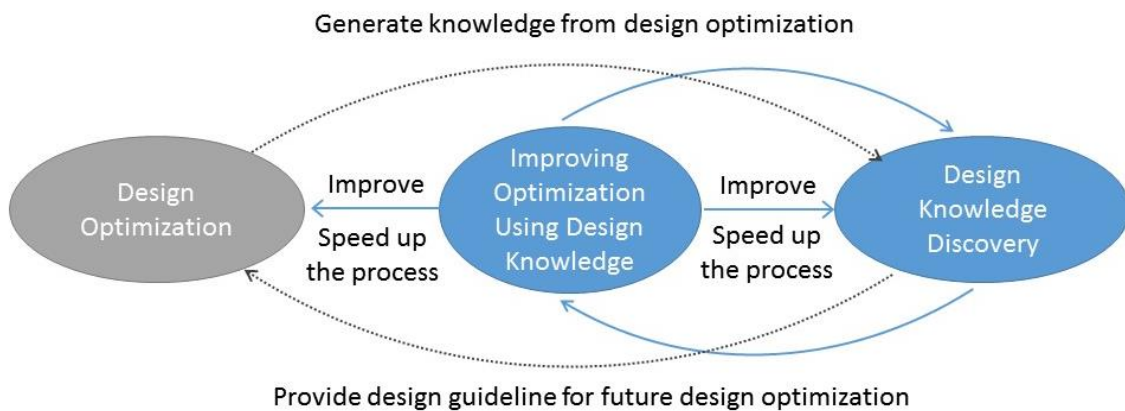 Generate knowledge from design optimization
Design
Optimization
Improve
Speed up
the process
Improving
Optimization
Using Design
Knowledge
Improve
Speed up
the process
Design
Knowledge
Discovery
Provide design guideline for future design optimization